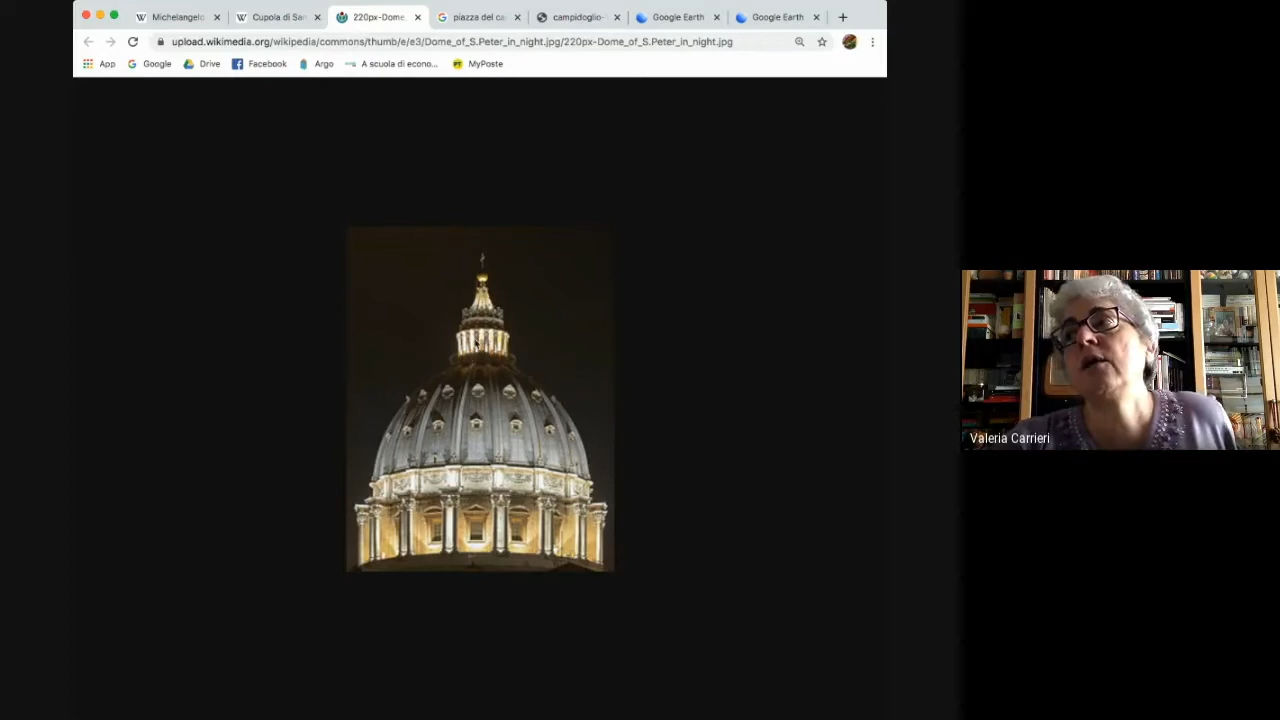 Michelangelo
Cupola di San
220px-Dome_
piazza del ca
campidoglio-
Google Earth
Google Earth
upload.wikimedia.org/wikipedia/commons/thumb/e/e3/Dome_of_S.Peter_in_night.jpg/220px-Dome_of_S.Peter_in_night.jpg
App Google Drive Facebook Argo A scuola di econo... MyPoste
Valeria Carrieri